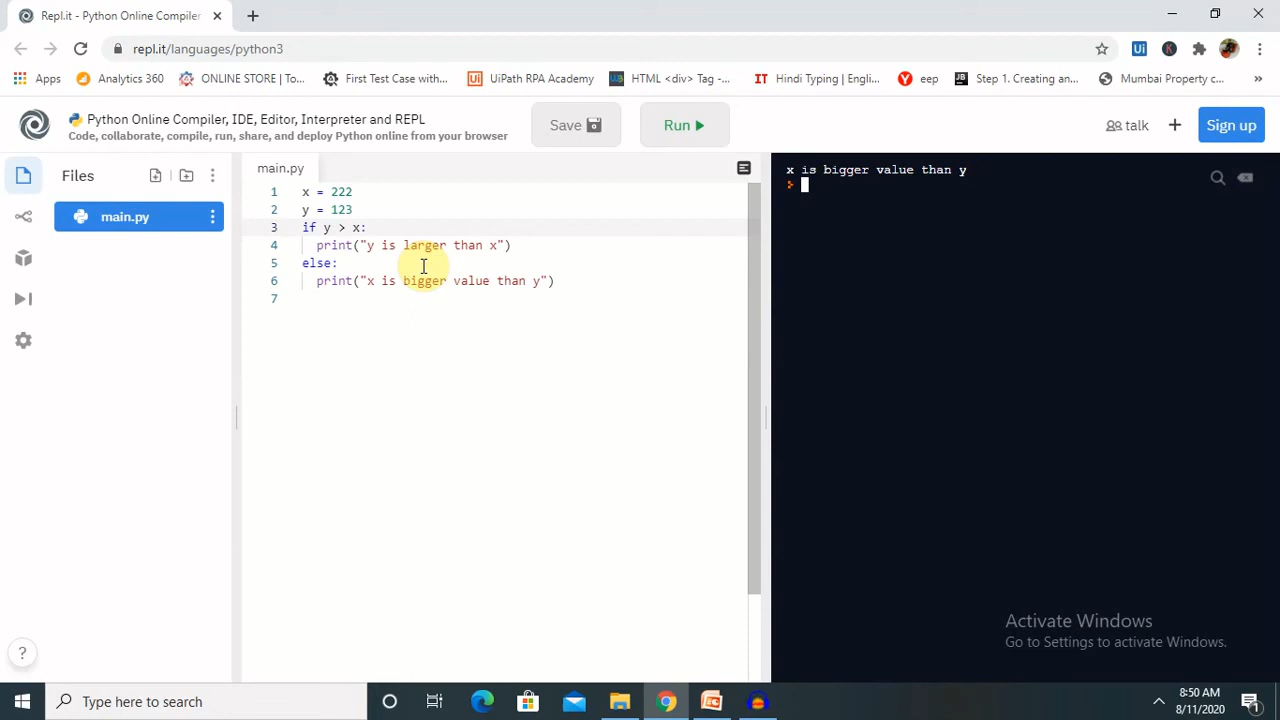 Repl.it - Python Online Compiler
repl.it/languages/python3
Ui
K
Apps
Analytics 360
ONLINE STORE | To...
First Test Case with...
UiPath RPA Academy
HTML <div> Tag -...
IT Hindi Typing | Engli...
eep
JB Step 1. Creating an...
Mumbai Property c...
»
Python Online Compiler, IDE, Editor, Interpreter and REPL
Code, collaborate, compile, run, share, and deploy Python online from your browser
Save
Run
talk
Sign up
Files
main.py
main.py
1 x = 222
2 y = 123
3 if y > x:
4 print("y is larger than x")
5 else:
6 print("x is bigger value than y")
7
x is bigger value than y
Activate Windows
Go to Settings to activate Windows.
?
Type here to search
8:50 AM
8/11/2020
1